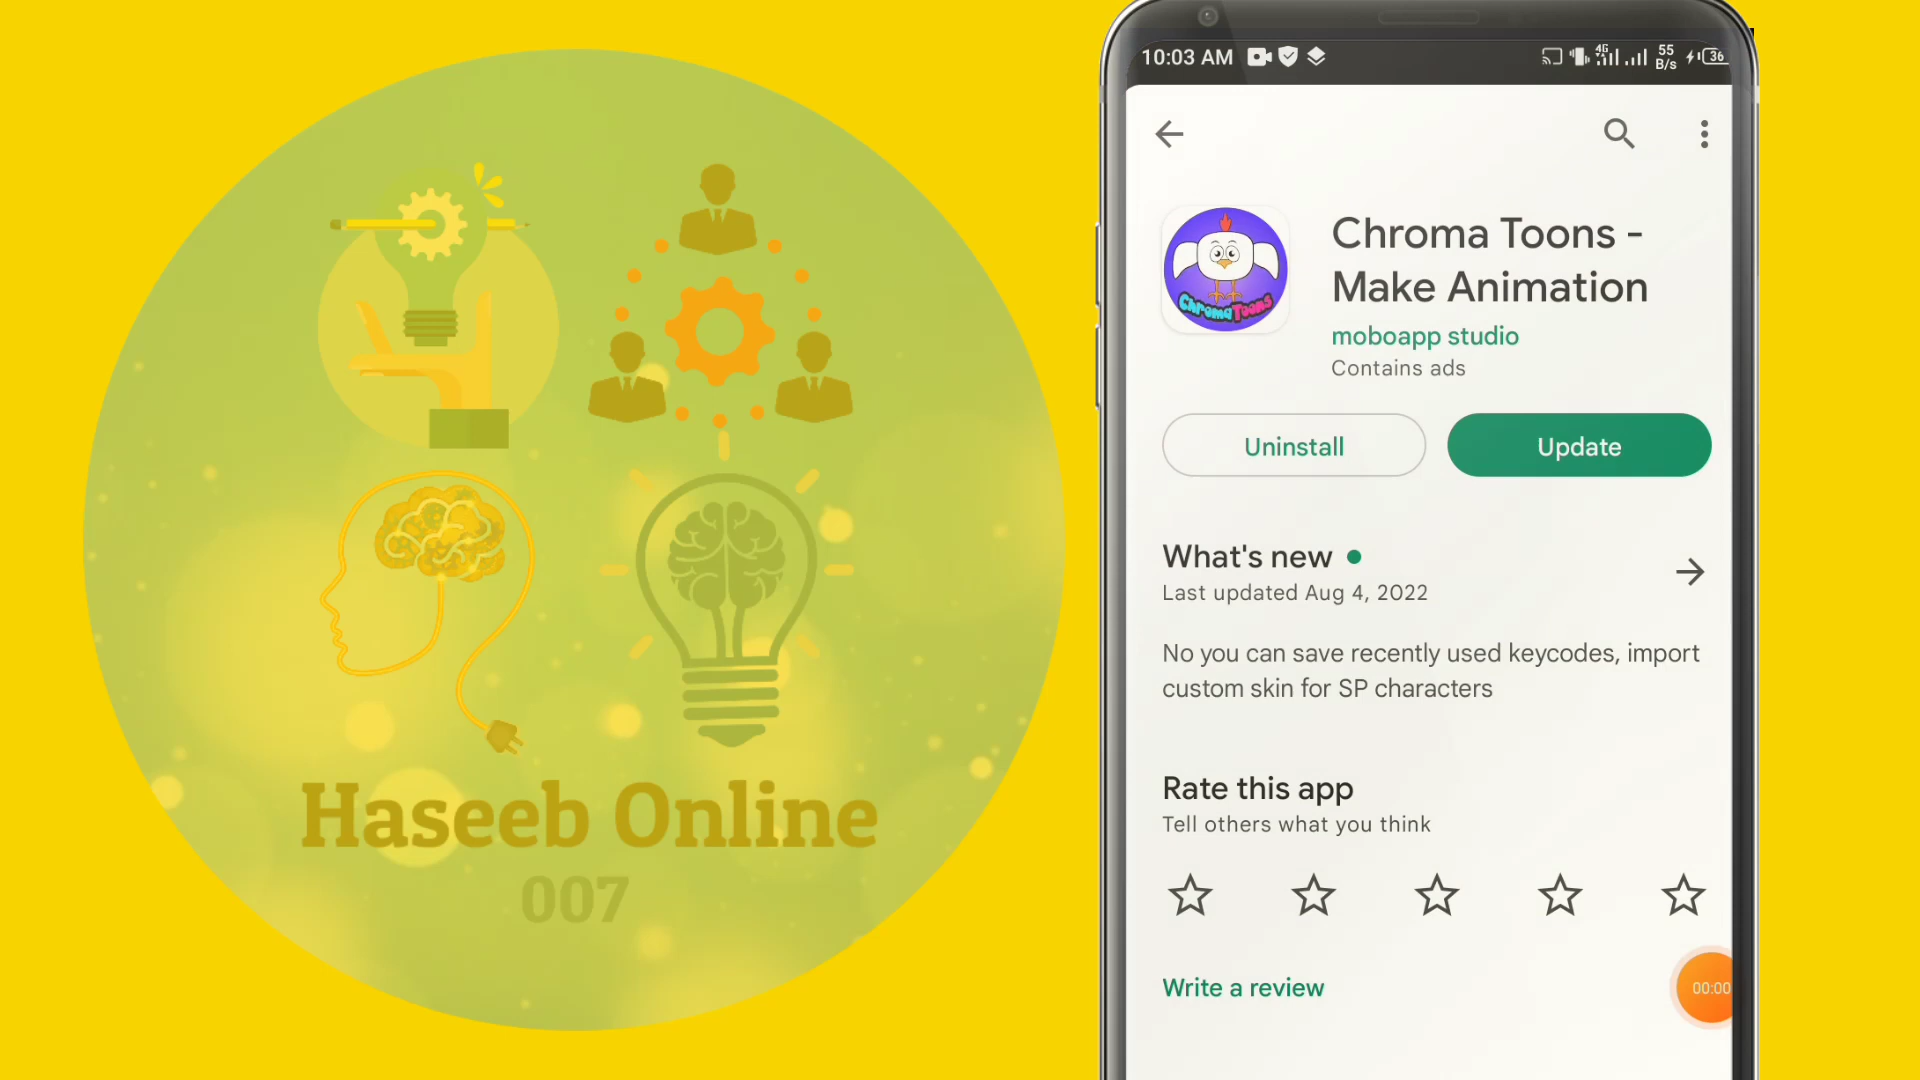 Haseeb Online
007
10:03 AM
4G
55
B/s
36
Chroma Toons -
Make Animation
moboapp studio
Contains ads
ChromaToons
Uninstall
Update
What's new
Last updated Aug 4, 2022
No you can save recently used keycodes, import
custom skin for SP characters
Rate this app
Tell others what you think
Write a review
00:00